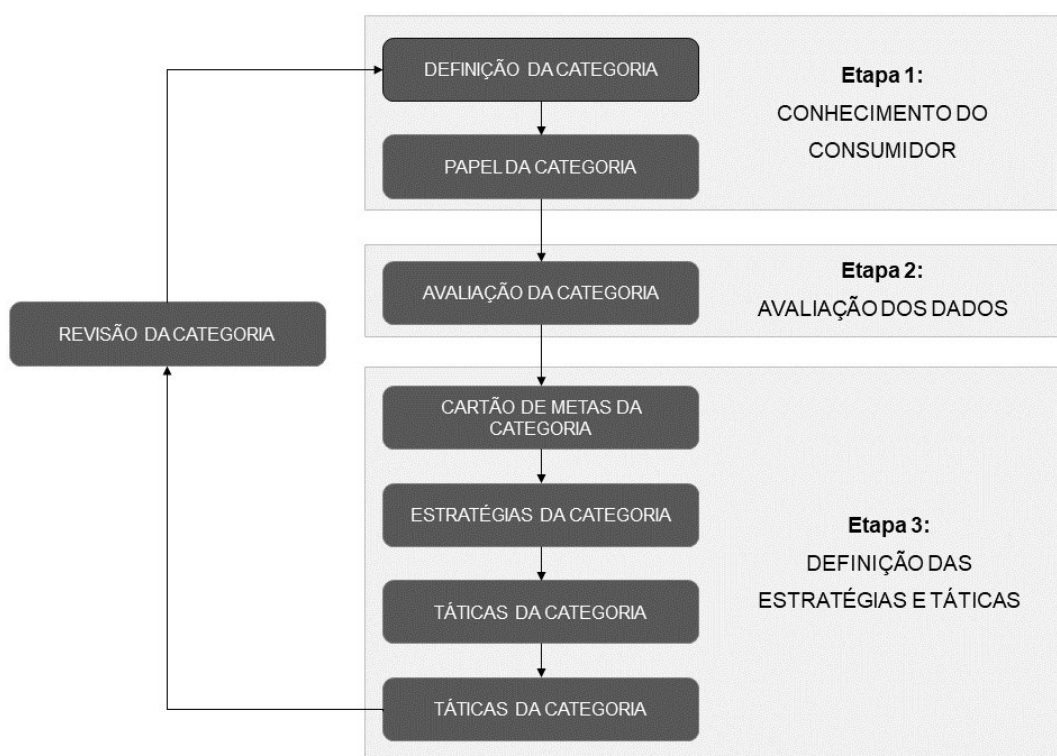 DEFINIÇÃO DA CATEGORIA
PAPEL DA CATEGORIA
Etapa 1:
CONHECIMENTO DO
CONSUMIDOR
AVALIAÇÃO DA CATEGORIA
Etapa 2:
AVALIAÇÃO DOS DADOS
REVISÃO DA CATEGORIA
CARTÃO DE METAS DA
CATEGORIA
ESTRATÉGIAS DA CATEGORIA
TÁTICAS DA CATEGORIA
TÁTICAS DA CATEGORIA
Etapa 3:
DEFINIÇÃO DAS
ESTRATÉGIAS E TÁTICAS